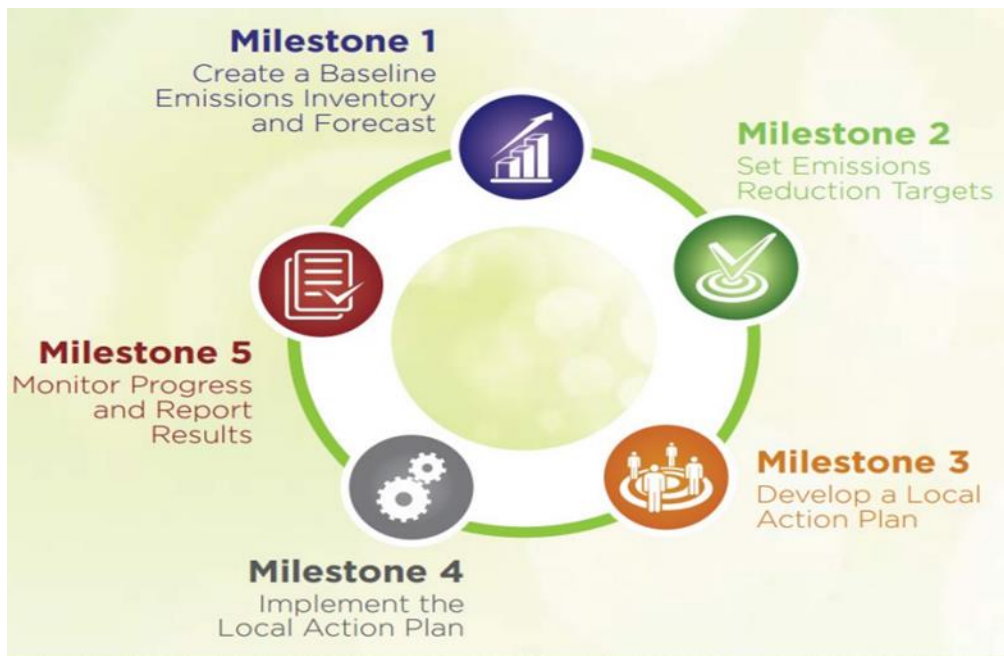 Milestone 1
Create a Baseline
Emissions Inventory
and Forecast
Milestone 2
Set Emissions
Reduction Targets
Milestone 3
Develop a Local
Action Plan
Milestone 4
Implement the
Local Action Plan
Milestone 5
Monitor Progress
and Report
Results